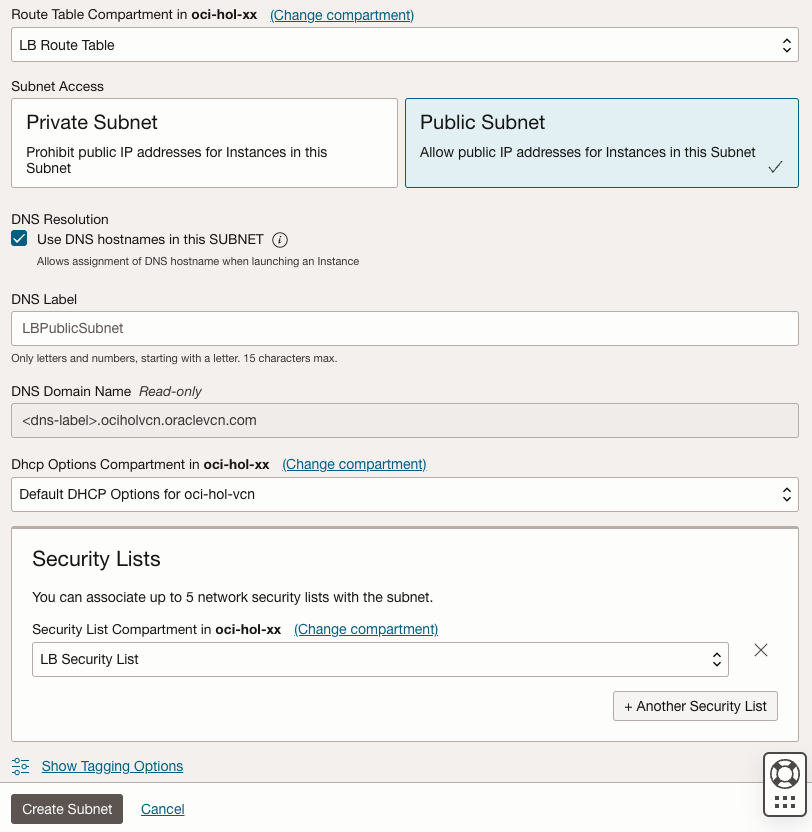 Route Table Compartment in oci-hol-xx (Change compartment)
LB Route Table
Subnet Access
Private Subnet
Prohibit public IP addresses for Instances in this
Subnet
Public Subnet
Allow public IP addresses for Instances in this Subnet
DNS Resolution
Use DNS hostnames in this SUBNET i
Allows assignment of DNS hostname when launching an Instance
DNS Label
LBPublicSubnet
Only letters and numbers, starting with a letter. 15 characters max.
DNS Domain Name Read-only
<dns-label>.ociholvcn.oraclevcn.com
Dhcp Options Compartment in oci-hol-xx (Change compartment)
Default DHCP Options for oci-hol-vcn
Security Lists
You can associate up to 5 network security lists with the subnet.
Security List Compartment in oci-hol-xx (Change compartment)
LB Security List
+ Another Security List
Show Tagging Options
Create Subnet Cancel